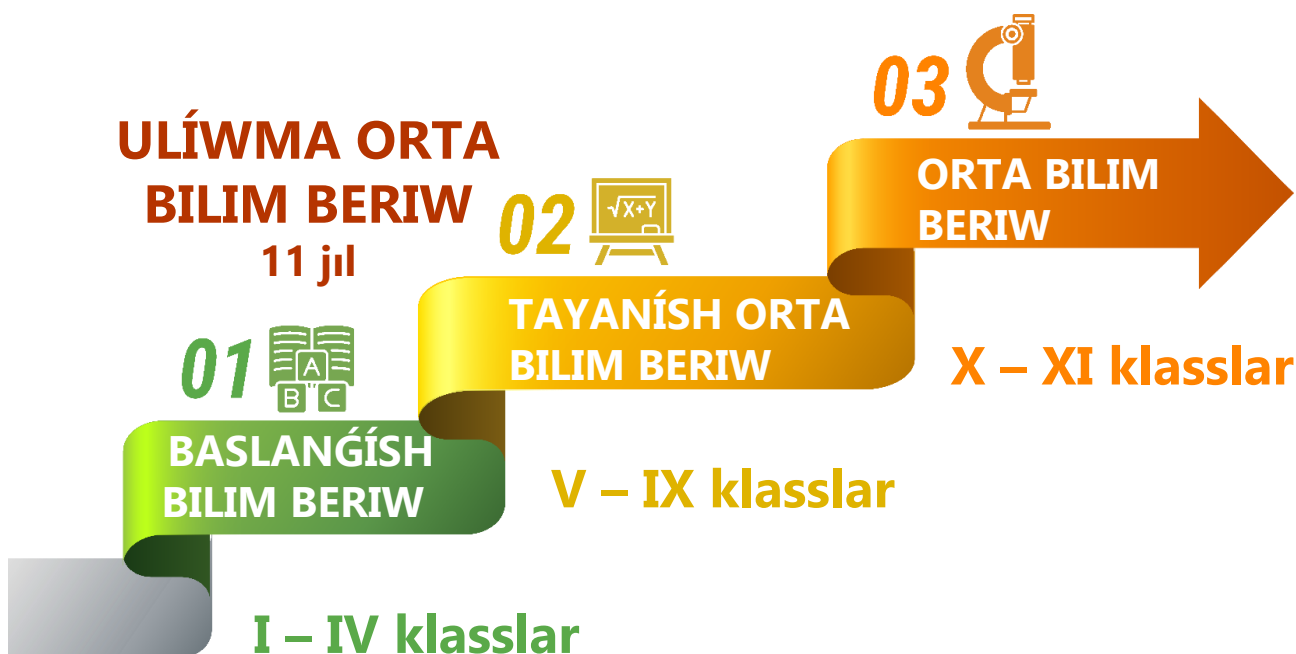 ULÍWMA ORTA
BILIM BERIW
11 jıl
01
A
B C
BASLANǴÍSH
BILIM BERIW
I – IV klasslar
02
√X+Y
TAYANÍSH ORTA
BILIM BERIW
V – IX klasslar
03
ORTA BILIM
BERIW
X – XI klasslar